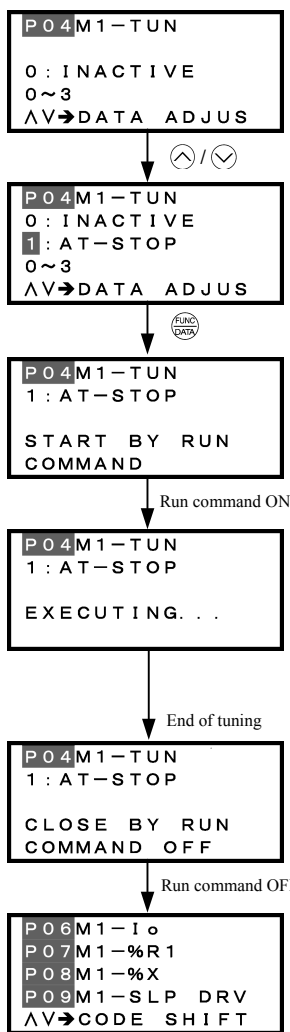 P04M1-TUN
0:INACTIVE
0~3
∧∨➔DATA ADJUS
/
P04M1-TUN
0:INACTIVE
1:AT-STOP
0~3
∧∨➔DATA ADJUS
FUNC
DATA
P04M1-TUN
1:AT-STOP
START BY RUN
COMMAND
Run command ON
P04M1-TUN
1:AT-STOP
EXECUTING...
End of tuning
P04M1-TUN
1:AT-STOP
CLOSE BY RUN
COMMAND OFF
Run command OF
P06M1-Io
P07M1-%R1
P08M1-%X
P09M1-SLP DRV
∧∨➔CODE SHIFT